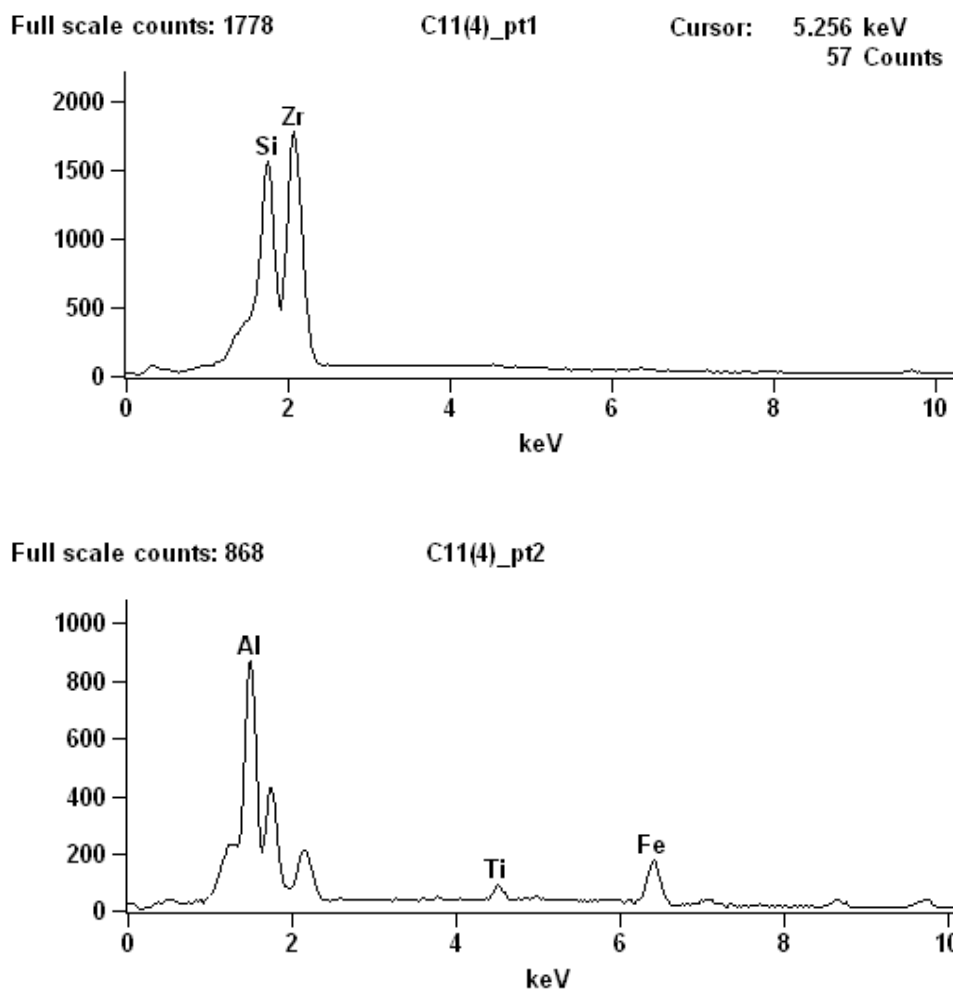 Full scale counts: 1778 C11(4)_pt1 Cursor: 5.256 keV
57 Counts
2000
Zr
Si
1500
1000
500
0
0 2 4 6 8 10
keV
Full scale counts: 868 C11(4)_pt2
1000
Al
800
600
400
Fe
200
Ti
0
0 2 4 6 8 10
keV